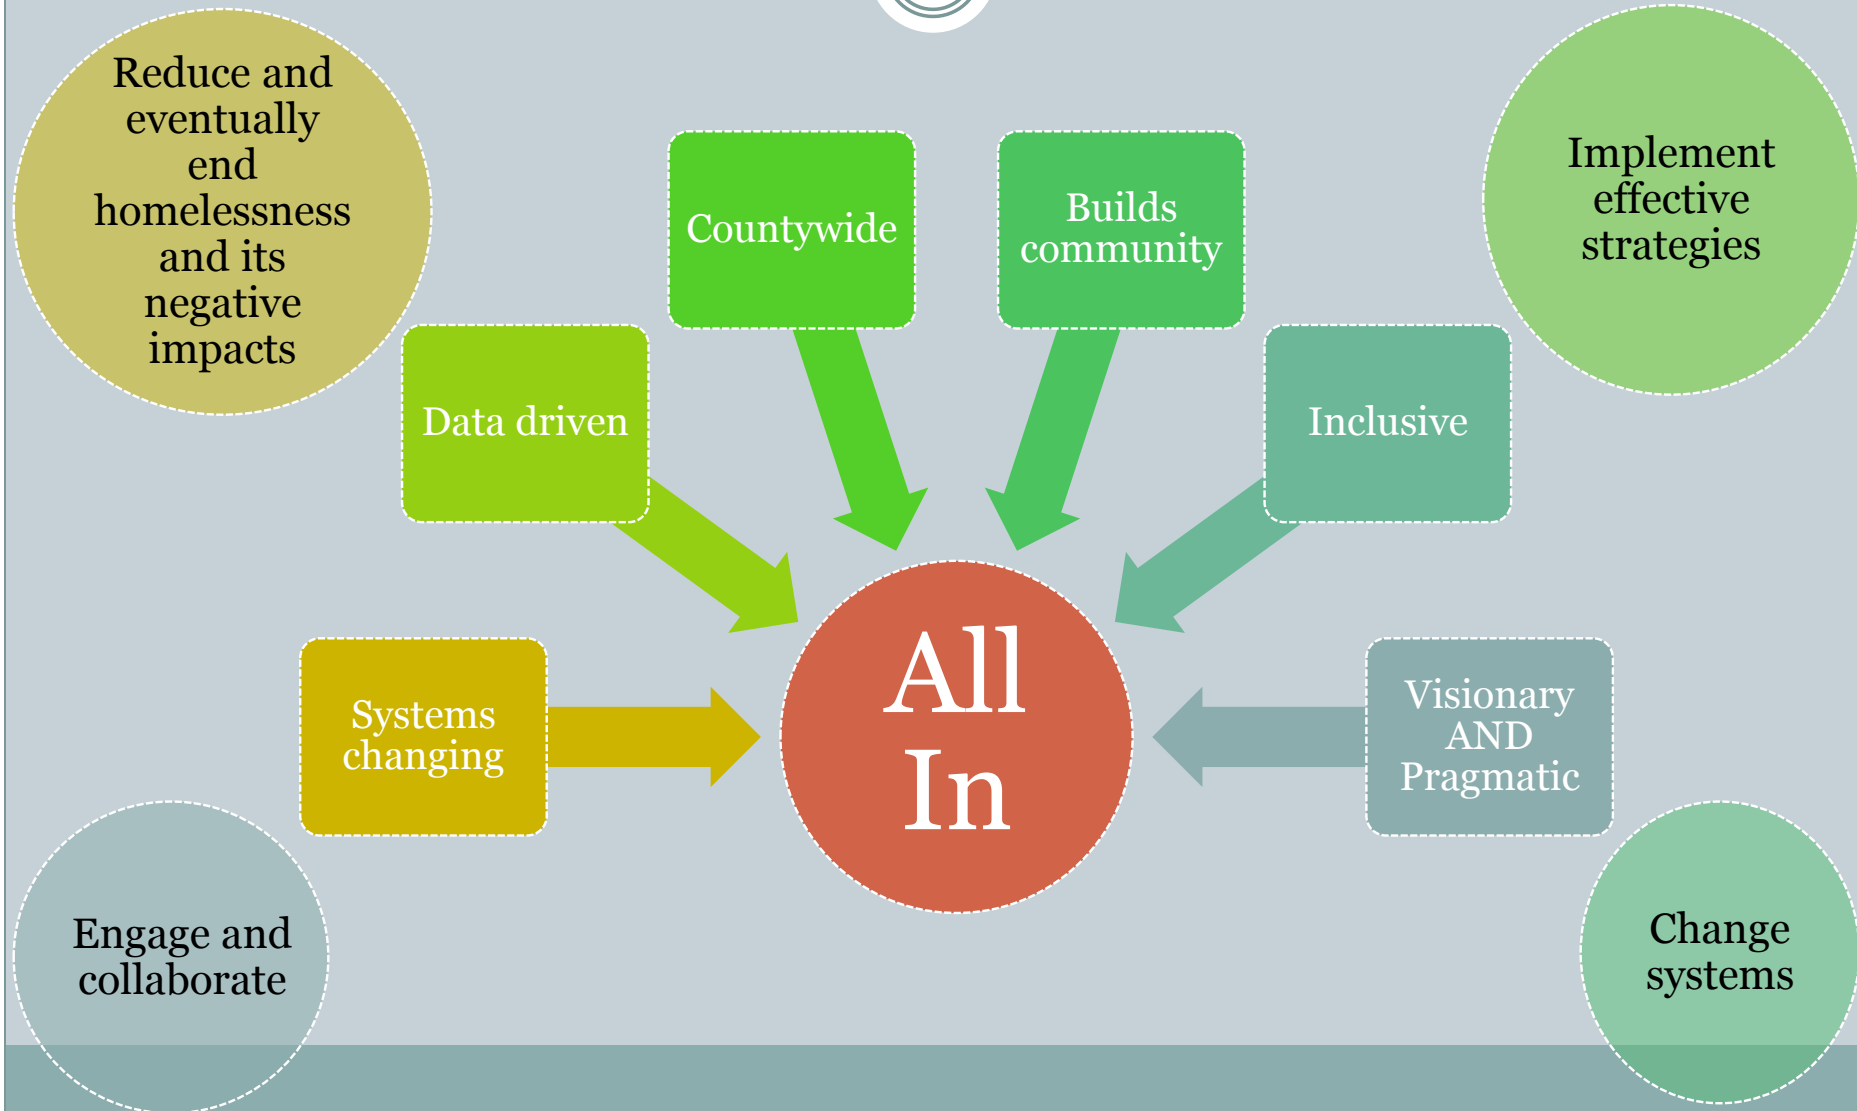 Reduce and
eventually
end
homelessness
and its
negative
impacts
Countywide
Builds
community
Implement
effective
strategies
Data driven
Inclusive
Systems
changing
All
In
Visionary
AND
Pragmatic
Engage and
collaborate
Change
systems